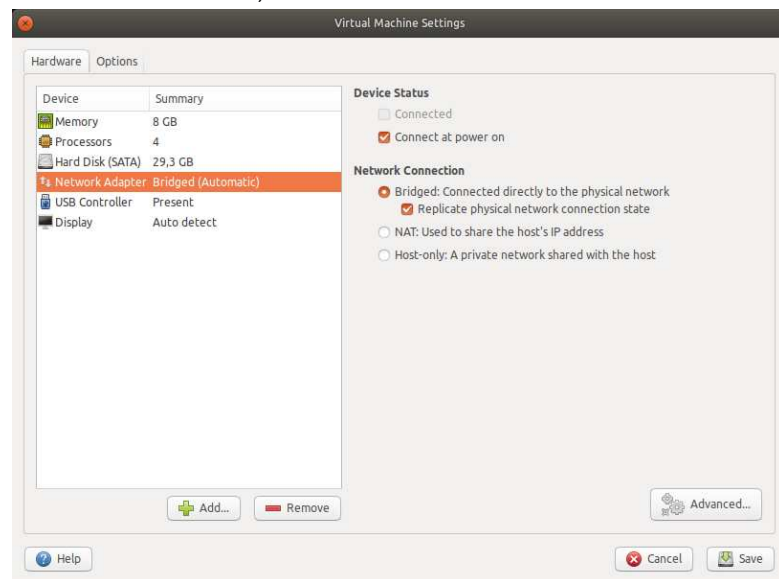 Virtual Machine Settings
Hardware Options
Device Summary
Memory 8 GB
Processors 4
Hard Disk (SATA) 29,3 GB
Network Adapter Bridged (Automatic)
USB Controller Present
Display Auto detect
Add... Remove
Device Status
Connected
Connect at power on
Network Connection
Bridged: Connected directly to the physical network
Replicate physical network connection state
NAT: Used to share the host's IP address
Host-only: A private network shared with the host
Advanced...
Help Cancel Save